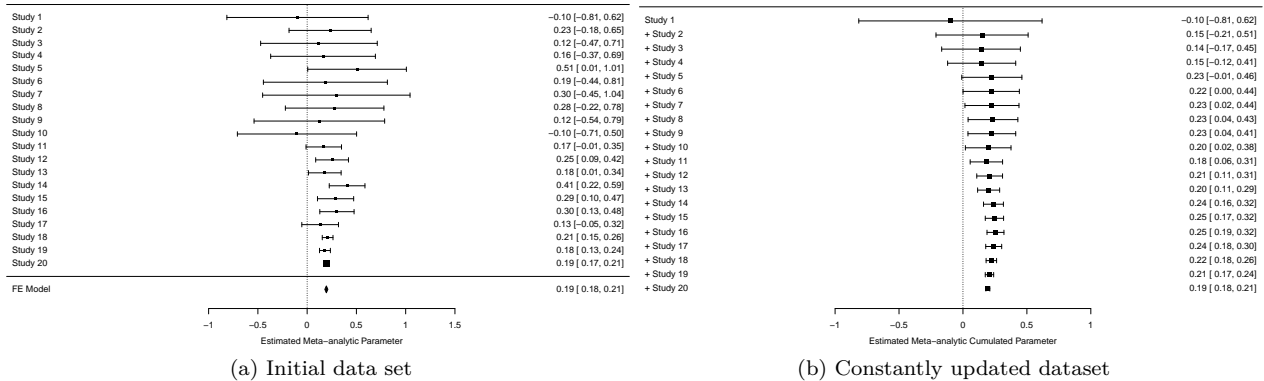 Study 1 −0.10 [−0.81, 0.62]
Study 2 0.23 [−0.18, 0.65]
Study 3 0.12 [−0.47, 0.71]
Study 4 0.16 [−0.37, 0.69]
Study 5 0.51 [ 0.01, 1.01]
Study 6 0.19 [−0.44, 0.81]
Study 7 0.30 [−0.45, 1.04]
Study 8 0.28 [−0.22, 0.78]
Study 9 0.12 [−0.54, 0.79]
Study 10 −0.10 [−0.71, 0.50]
Study 11 0.17 [−0.01, 0.35]
Study 12 0.25 [ 0.09, 0.42]
Study 13 0.18 [ 0.01, 0.34]
Study 14 0.41 [ 0.22, 0.59]
Study 15 0.29 [ 0.10, 0.47]
Study 16 0.30 [ 0.13, 0.48]
Study 17 0.13 [−0.05, 0.32]
Study 18 0.21 [ 0.15, 0.26]
Study 19 0.18 [ 0.13, 0.24]
Study 20 0.19 [ 0.17, 0.21]
FE Model 0.19 [ 0.18, 0.21]
−1 −0.5 0 0.5 1 1.5
Estimated Meta−analytic Parameter
(a) Initial data set
Study 1 −0.10 [−0.81, 0.62]
+ Study 2 0.15 [−0.21, 0.51]
+ Study 3 0.14 [−0.17, 0.45]
+ Study 4 0.15 [−0.12, 0.41]
+ Study 5 0.23 [−0.01, 0.46]
+ Study 6 0.22 [ 0.00, 0.44]
+ Study 7 0.23 [ 0.02, 0.44]
+ Study 8 0.23 [ 0.04, 0.43]
+ Study 9 0.23 [ 0.04, 0.41]
+ Study 10 0.20 [ 0.02, 0.38]
+ Study 11 0.18 [ 0.06, 0.31]
+ Study 12 0.21 [ 0.11, 0.31]
+ Study 13 0.20 [ 0.11, 0.29]
+ Study 14 0.24 [ 0.16, 0.32]
+ Study 15 0.25 [ 0.17, 0.32]
+ Study 16 0.25 [ 0.19, 0.32]
+ Study 17 0.24 [ 0.18, 0.30]
+ Study 18 0.22 [ 0.18, 0.26]
+ Study 19 0.21 [ 0.17, 0.24]
+ Study 20 0.19 [ 0.18, 0.21]
−1 −0.5 0 0.5 1
Estimated Meta−analytic Cumulated Parameter
(b) Constantly updated dataset